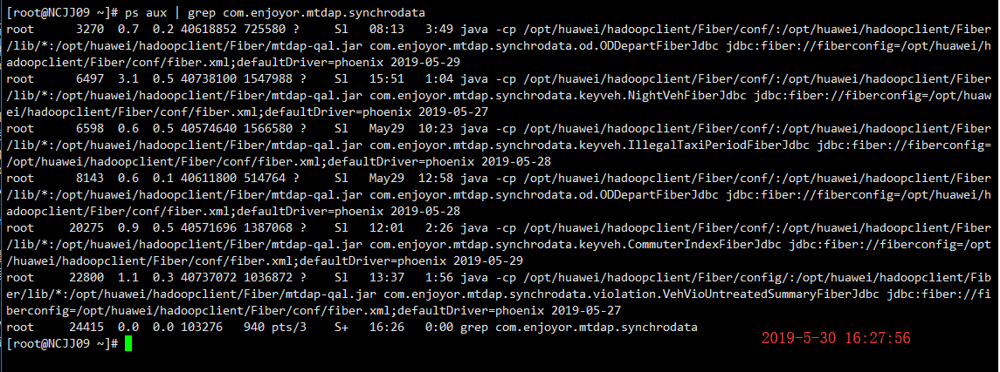 [root@NCJJ09 ~]# ps aux | grep com.enjoyor.mtdap.synchrodata
root      3270  0.7  0.2 40618852 725580 ?     Sl   08:13   3:49 java -cp /opt/huawei/hadoopclient/Fiber/conf/:/opt/huawei/hadoopclient/Fiber
/lib/*:/opt/huawei/hadoopclient/Fiber/mtdap-qal.jar com.enjoyor.mtdap.synchrodata.od.ODDepartFiberJdbc jdbc:fiber://fiberconfig=/opt/huawei/h
adoopclient/Fiber/conf/fiber.xml;defaultDriver=phoenix 2019-05-29
root      6497  3.1  0.5 40738100 1547988 ?    Sl   15:51   1:04 java -cp /opt/huawei/hadoopclient/Fiber/conf/:/opt/huawei/hadoopclient/Fiber
/lib/*:/opt/huawei/hadoopclient/Fiber/mtdap-qal.jar com.enjoyor.mtdap.synchrodata.keyveh.NightVehFiberJdbc jdbc:fiber://fiberconfig=/opt/huaw
ei/hadoopclient/Fiber/conf/fiber.xml;defaultDriver=phoenix 2019-05-27
root      6598  0.6  0.5 40574640 1566580 ?    Sl   May29  10:23 java -cp /opt/huawei/hadoopclient/Fiber/conf/:/opt/huawei/hadoopclient/Fiber
/lib/*:/opt/huawei/hadoopclient/Fiber/mtdap-qal.jar com.enjoyor.mtdap.synchrodata.keyveh.IllegalTaxiPeriodFiberJdbc jdbc:fiber://fiberconfig=
/opt/huawei/hadoopclient/Fiber/conf/fiber.xml;defaultDriver=phoenix 2019-05-28
root      8143  0.6  0.1 40611800 514764 ?     Sl   May29  12:58 java -cp /opt/huawei/hadoopclient/Fiber/conf/:/opt/huawei/hadoopclient/Fiber
/lib/*:/opt/huawei/hadoopclient/Fiber/mtdap-qal.jar com.enjoyor.mtdap.synchrodata.od.ODDepartFiberJdbc jdbc:fiber://fiberconfig=/opt/huawei/h
adoopclient/Fiber/conf/fiber.xml;defaultDriver=phoenix 2019-05-28
root     20275  0.9  0.5 40571696 1387068 ?    Sl   12:01   2:26 java -cp /opt/huawei/hadoopclient/Fiber/conf/:/opt/huawei/hadoopclient/Fiber
/lib/*:/opt/huawei/hadoopclient/Fiber/mtdap-qal.jar com.enjoyor.mtdap.synchrodata.keyveh.CommuterIndexFiberJdbc jdbc:fiber://fiberconfig=/opt
/huawei/hadoopclient/Fiber/conf/fiber.xml;defaultDriver=phoenix 2019-05-29
root     22800  1.1  0.3 40737072 1036872 ?    Sl   13:37   1:56 java -cp /opt/huawei/hadoopclient/Fiber/config/:/opt/huawei/hadoopclient/Fib
er/lib/*:/opt/huawei/hadoopclient/Fiber/mtdap-qal.jar com.enjoyor.mtdap.synchrodata.violation.VehVioUntreatedSummaryFiberJdbc jdbc:fiber://fi
berconfig=/opt/huawei/hadoopclient/Fiber/conf/fiber.xml;defaultDriver=phoenix 2019-05-27
root     24415  0.0  0.0 103276   940 pts/3    S+   16:26   0:00 grep com.enjoyor.mtdap.synchrodata
[root@NCJJ09 ~]#
2019-5-30 16:27:56